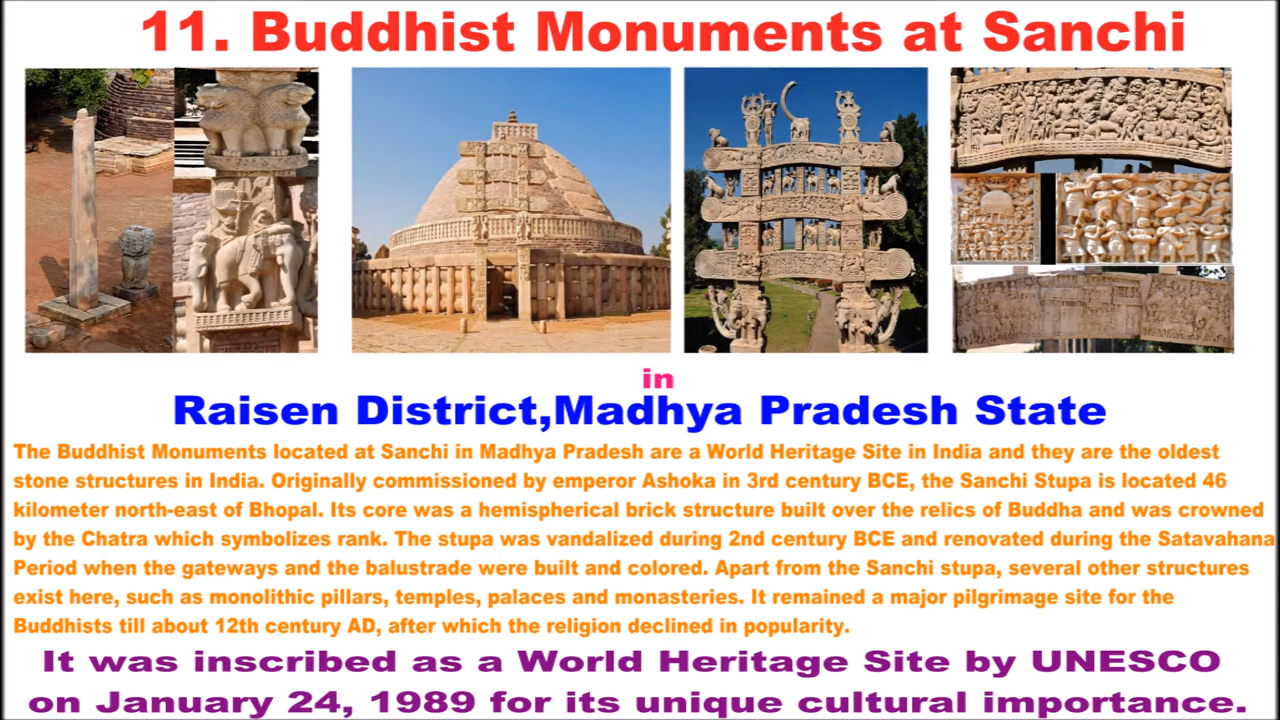 11. Buddhist Monuments at Sanchi
in
Raisen District,Madhya Pradesh State
The Buddhist Monuments located at Sanchi in Madhya Pradesh are a World Heritage Site in India and they are the oldest
stone structures in India. Originally commissioned by emperor Ashoka in 3rd century BCE, the Sanchi Stupa is located 46
kilometer north-east of Bhopal. Its core was a hemispherical brick structure built over the relics of Buddha and was crowned
by the Chatra which symbolizes rank. The stupa was vandalized during 2nd century BCE and renovated during the Satavahana
Period when the gateways and the balustrade were built and colored. Apart from the Sanchi stupa, several other structures
exist here, such as monolithic pillars, temples, palaces and monasteries. It remained a major pilgrimage site for the
Buddhists till about 12th century AD, after which the religion declined in popularity.
It was inscribed as a World Heritage Site by UNESCO
on January 24, 1989 for its unique cultural importance.